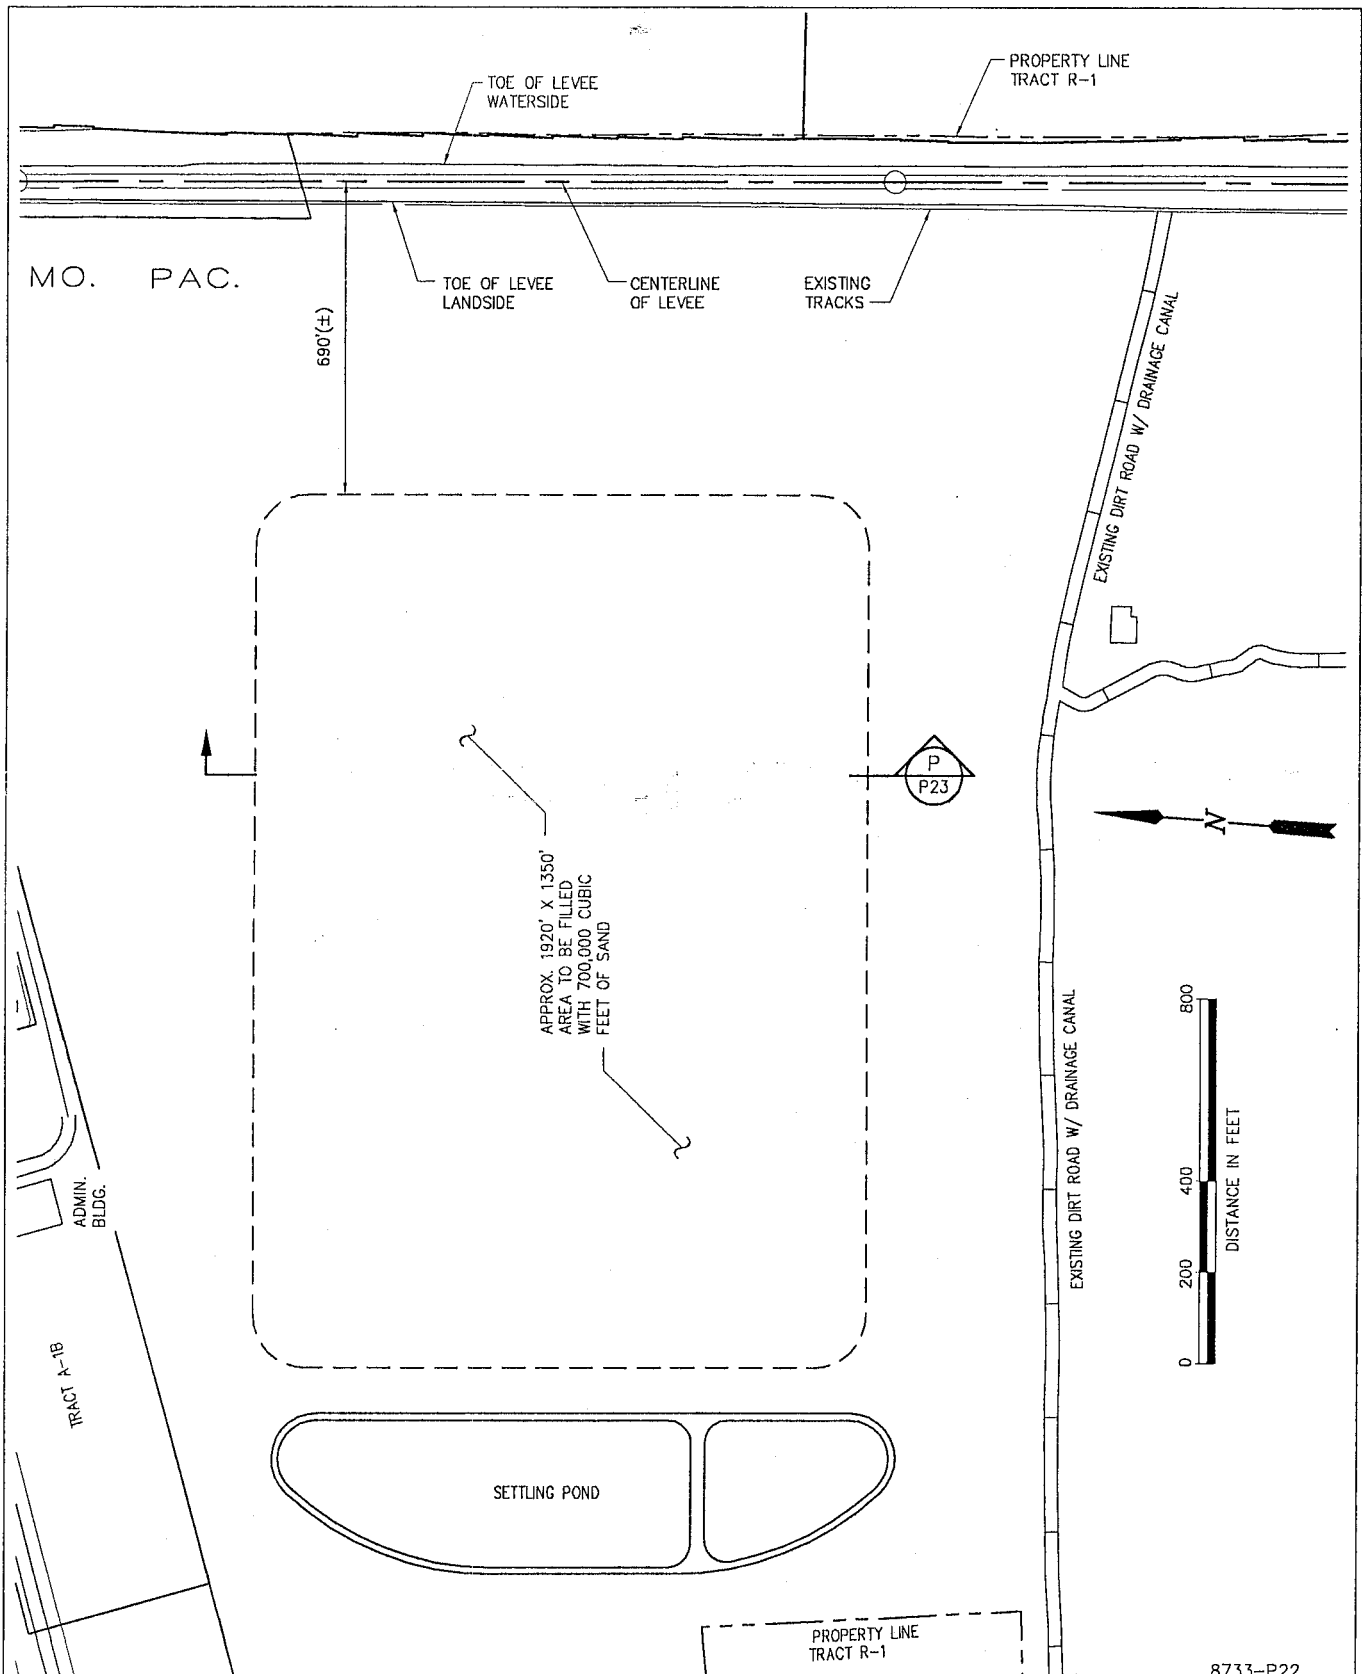 TOE OF LEVEE
WATERSIDE
PROPERTY LINE
TRACT R-1
MO. PAC.
TOE OF LEVEE
LANDSIDE
CENTERLINE
OF LEVEE
EXISTING
TRACKS
690'(±)
EXISTING DIRT ROAD W/ DRAINAGE CANAL
P
P23
N
APPROX. 1920' X 1350'
AREA TO BE FILLED
WITH 700,000 CUBIC
FEET OF SAND
EXISTING DIRT ROAD W/ DRAINAGE CANAL
0 200 400 800
DISTANCE IN FEET
ADMIN.
BLDG.
TRACT A-1B
SETTLING POND
PROPERTY LINE
TRACT R-1
8733-P22